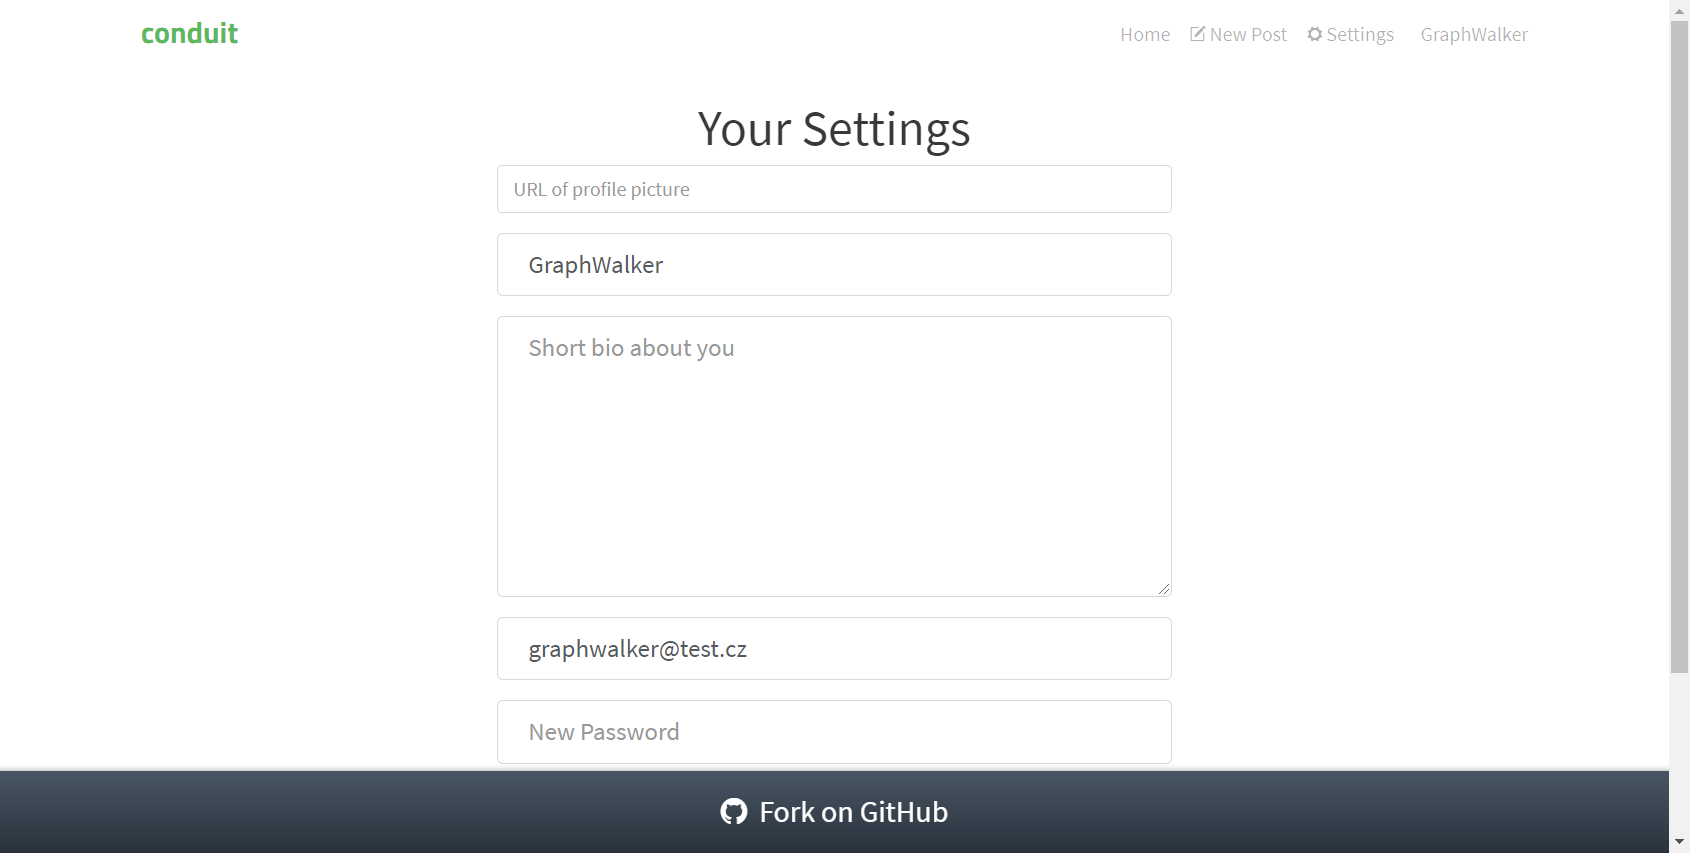 conduit
Home New Post Settings GraphWalker
Your Settings
URL of profile picture
GraphWalker
Short bio about you
graphwalker@test.cz
New Password
Fork on GitHub